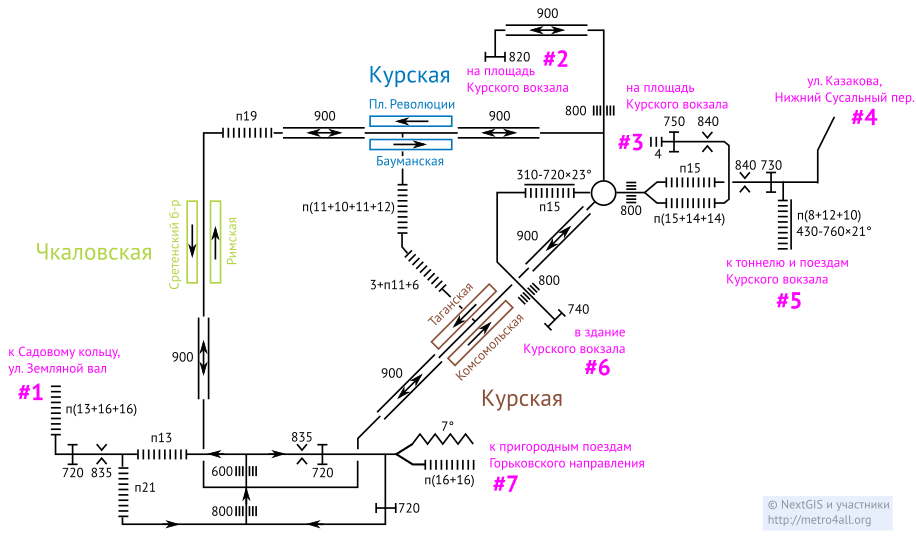 900
820
#2
на площадь
Курского вокзала
Курская
Пл. Революции
Бауманская
п19
900
900
800
на площадь
Курского вокзала
#3
750
840
4
ул. Казакова,
Нижний Сусальный пер.
#4
310-720×23°
п15
800
п15
п(15+14+14)
840
730
п(8+12+10)
430-760×21°
к тоннелю и поездам
Курского вокзала
#5
п(11+10+11+12)
3+п11+6
Чкаловская
Сретенский б-р
Римская
900
900
800
740
в здание
Курского вокзала
#6
Таганская
Комсомольская
Курская
900
к Садовому кольцу,
ул. Земляной вал
#1
п(13+16+16)
720
835
п13
п21
600
800
835
720
7°
п(16+16)
720
к пригородным поездам
Горьковского направления
#7
© NextGIS и участники
http://metro4all.org